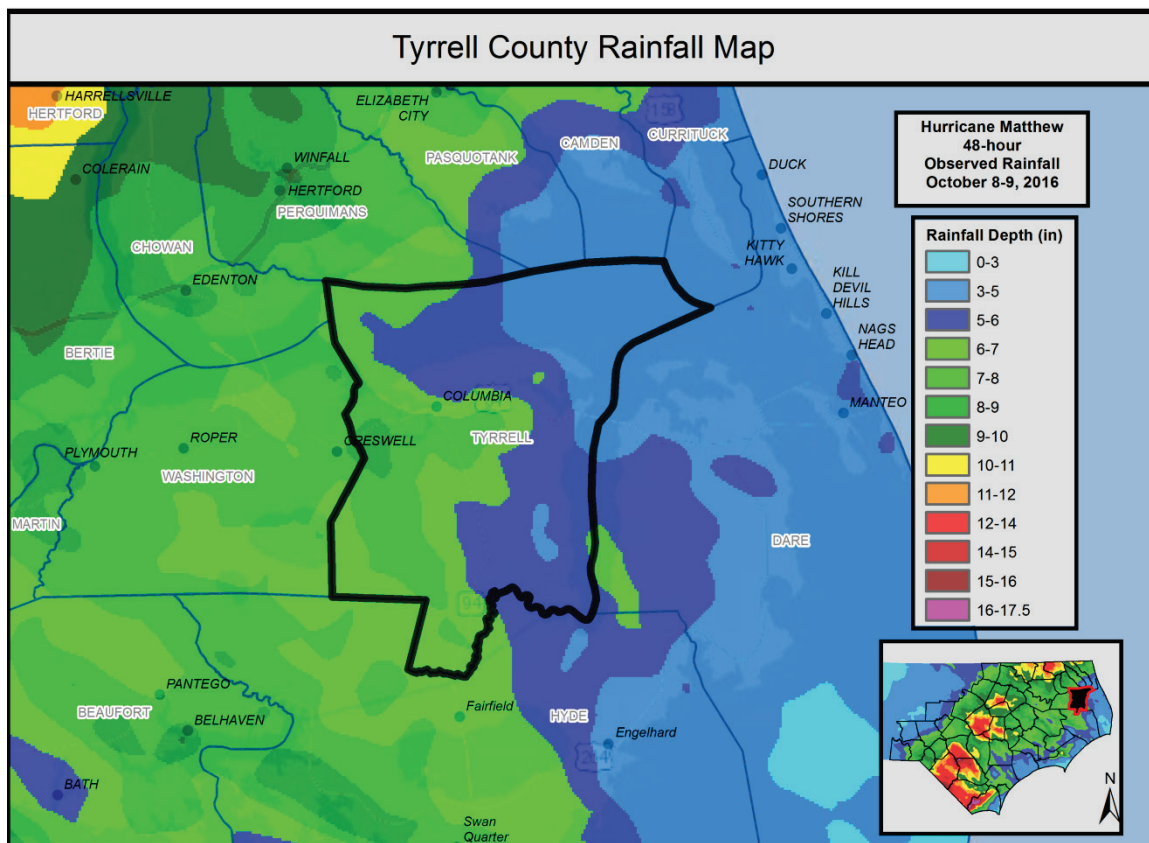 Tyrrell County Rainfall Map
HARRELLSVILLE
HERTFORD
ELIZABETH
CITY
158
CAMDEN
CURRITUCK
Hurricane Matthew
48-hour
Observed Rainfall
October 8-9, 2016
COLERAIN
WINFALL
PASQUOTANK
DUCK
HERTFORD
PERQUIMANS
SOUTHERN
SHORES
CHOWAN
KITTY
HAWK
EDENTON
KILL
DEVIL
HILLS
NAGS
HEAD
BERTIE
COLUMBIA
MANTEO
ROPER
CRESWELL
TYRRELL
PLYMOUTH
WASHINGTON
MARTIN
DARE
94
PANTEGO
BEAUFORT
BELHAVEN
Fairfield
HYDE
Engelhard
264
BATH
Swan
Quarter
Rainfall Depth (in)
0-3
3-5
5-6
6-7
7-8
8-9
9-10
10-11
11-12
12-14
14-15
15-16
16-17.5
N